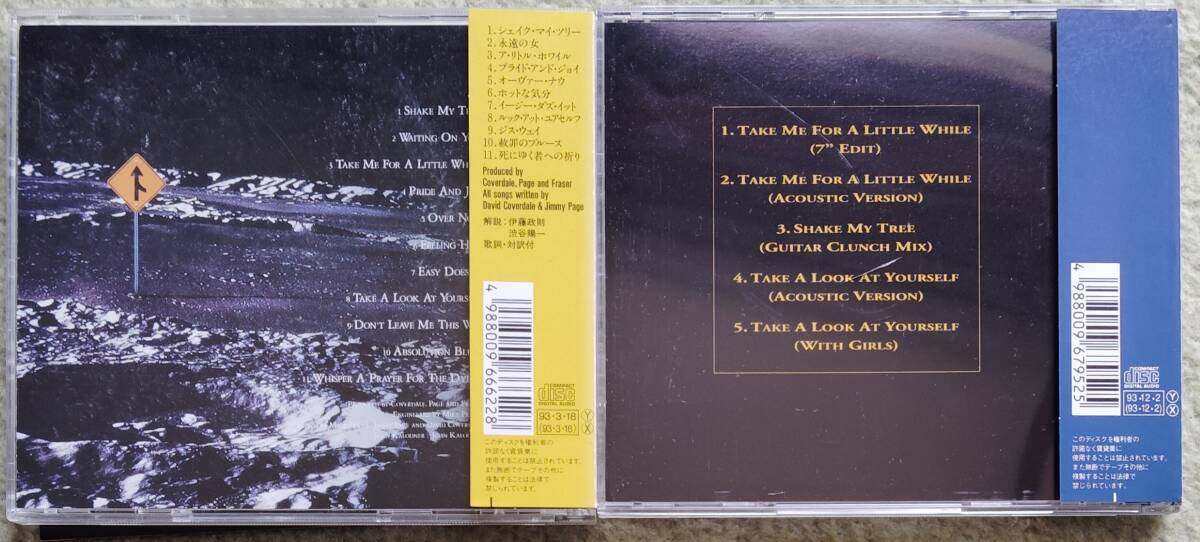 1 Shake My
2 Waiting On
3 Take Me For A Little
4 Pride And
5 Over
6 Feeling
7 Easy
8 Take A Look At
9 Don't Leave Me This
10 Absolution
11 Whisper A Prayer For The
1. シェイク・マイ・ツリー
2. 永遠の女
3. ア・リトル・ホワイル
4. プライド・アンド・ジョイ
5. オーヴァー・ナウ
6. ホットな気分
7. イージー・ダズ・イット
8. ルック・アット・ユアセルフ
9. ジス・ウェイ
10. 赦罪のブルース
11. 死にゆく者への祈り
Produced by
Coverdale, Page and Fraser
All songs written by
David Coverdale & Jimmy Page
解説:伊藤政則
渋谷陽一
歌詞・対訳付
4 988009 666228
COMPACT
disc
DIGITAL AUDIO
93・3・18 Y
(93・3・16) X
このディスクを権利者の
許諾なく賃貸業に
使用することは禁止されています。
また無断でテープその他に
複製することは法律で
禁じられています。
1. Take Me For A Little While
(7" Edit)
2. Take Me For A Little While
(Acoustic Version)
3. Shake My Tree
(Guitar Clunch Mix)
4. Take A Look At Yourself
(Acoustic Version)
5. Take A Look At Yourself
(With Girls)
4 988009 679525
COMPACT
disc
DIGITAL AUDIO
93・12・2 Y
(93・12・2) X
このディスクを権利者の
許諾なく賃貸業に
使用することは禁止されています。
また無断でテープその他に
複製することは法律で
禁じられています。